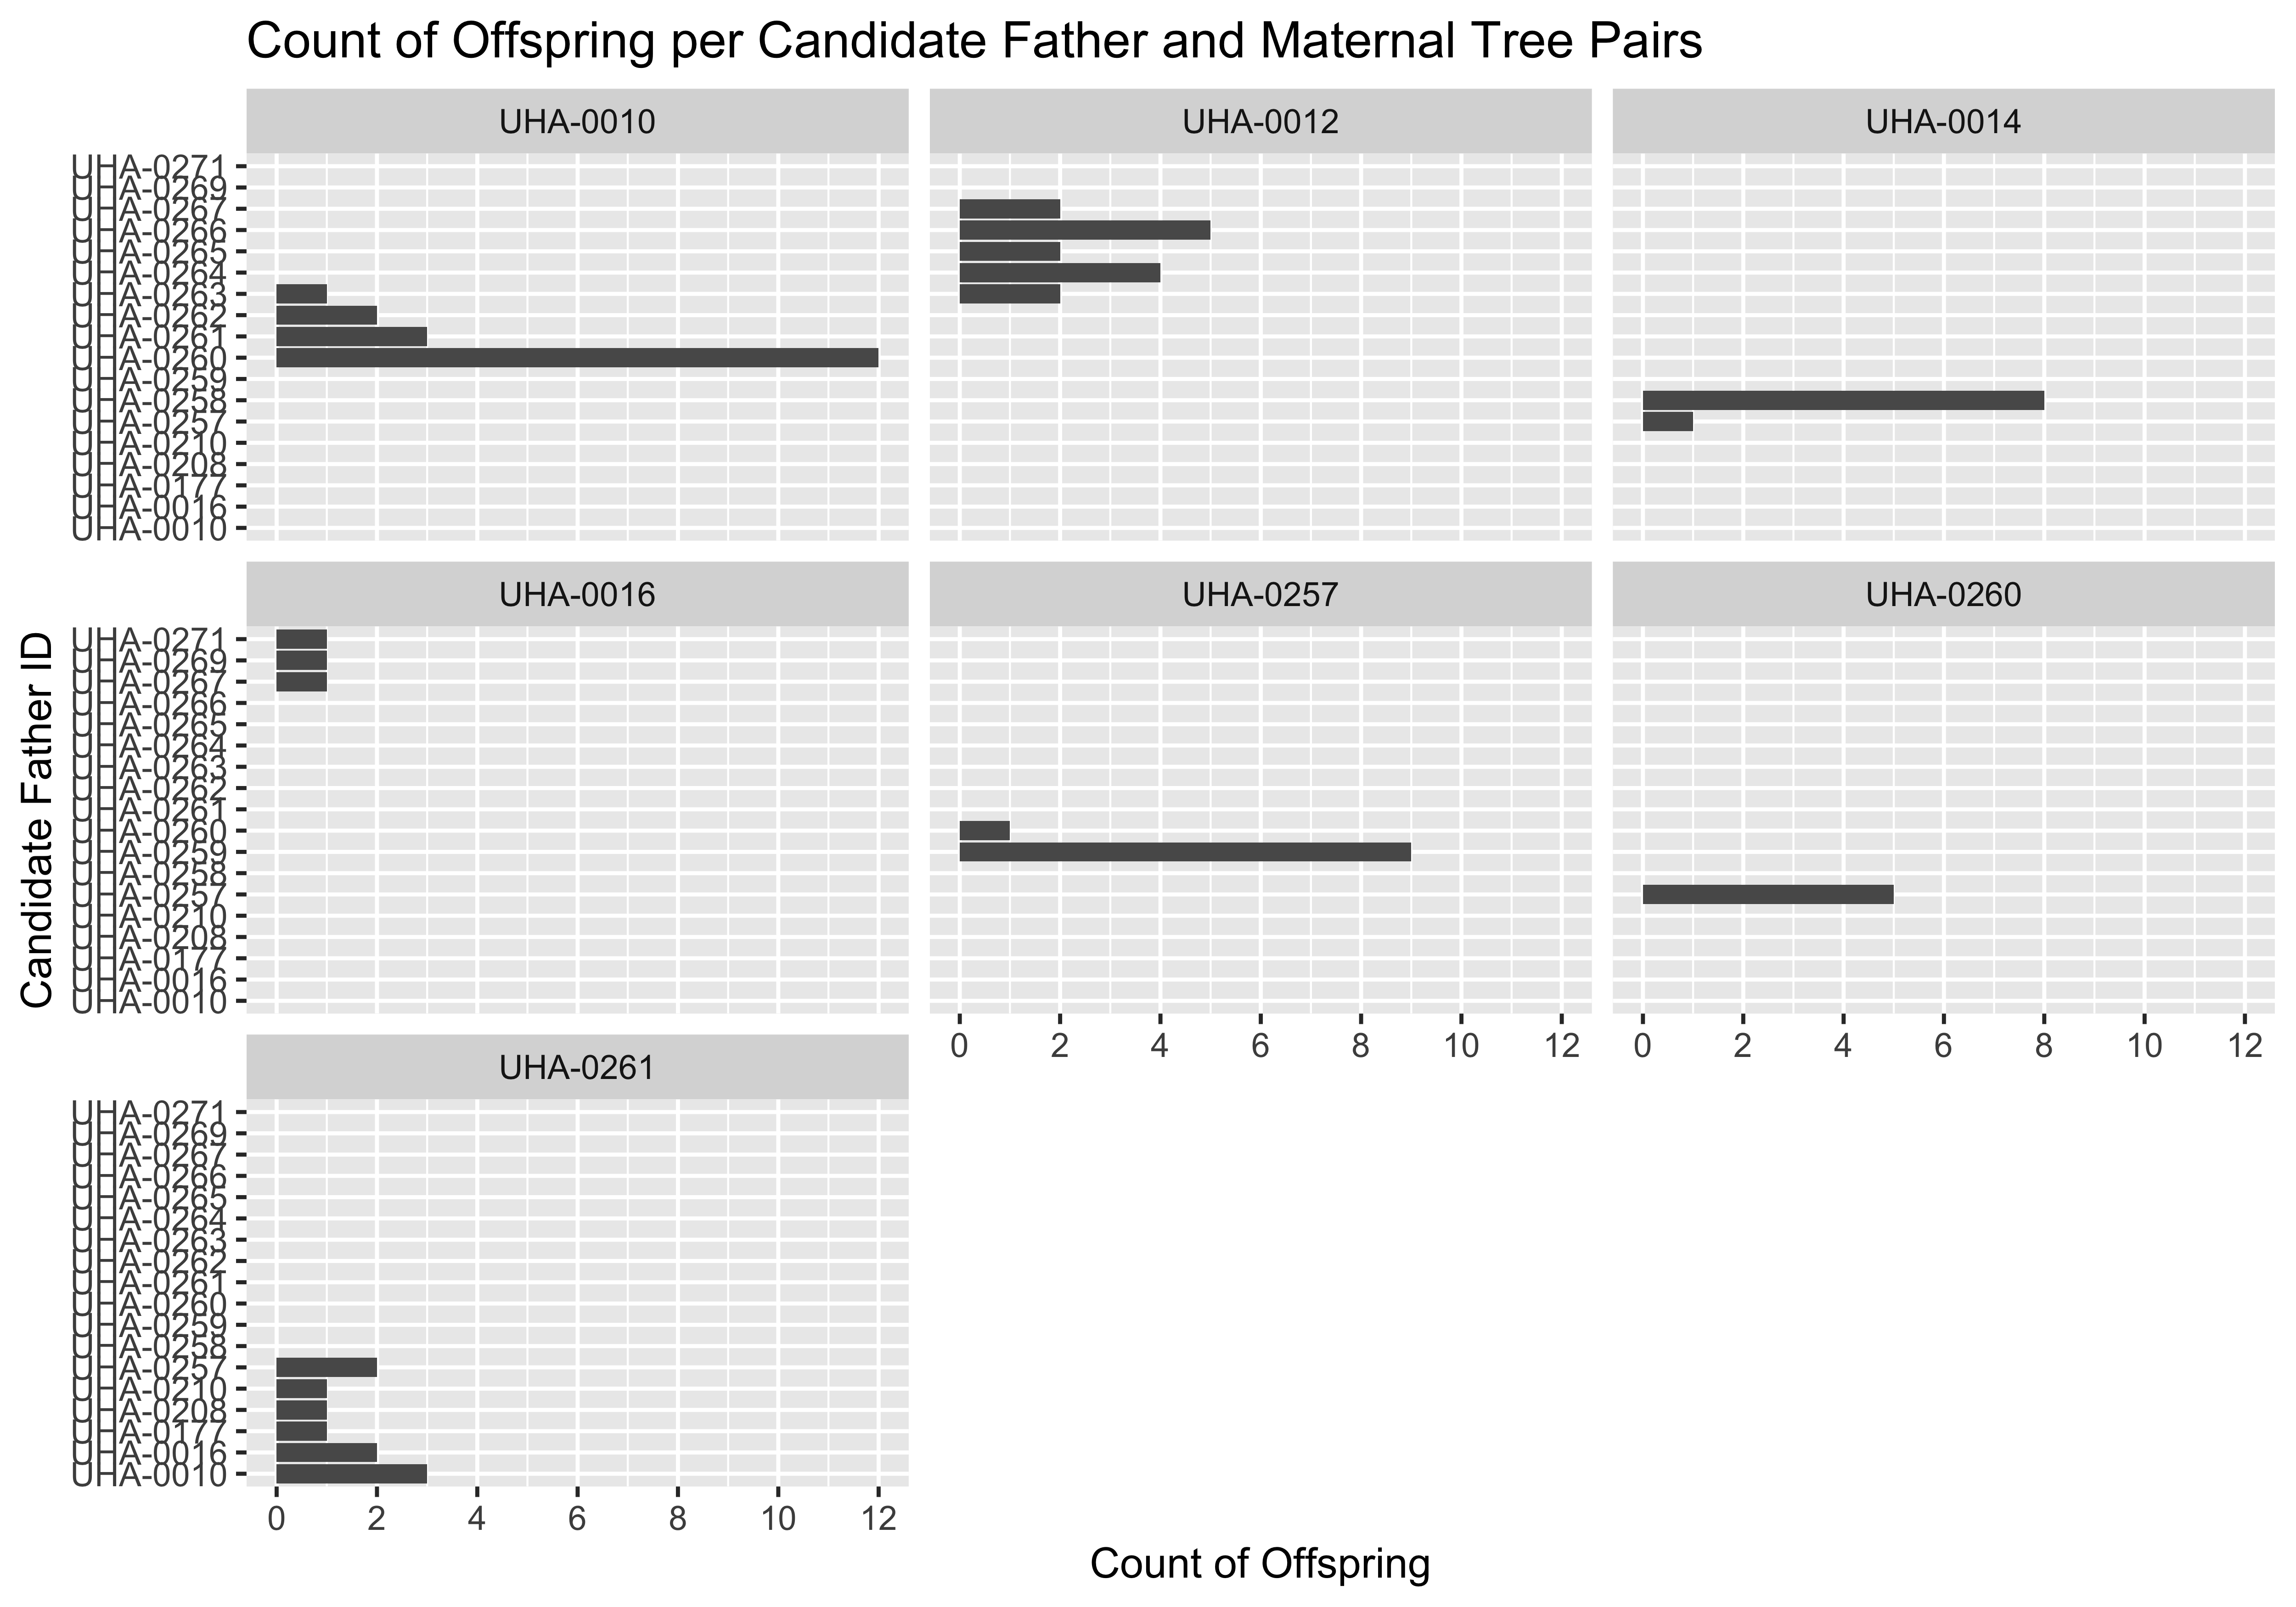 Count of Offspring per Candidate Father and Maternal Tree Pairs
UHA-0010 UHA-0012 UHA-0014
UHA-0271
UHA-0269
UHA-0267
UHA-0266
UHA-0265
UHA-0264
UHA-0263
UHA-0262
UHA-0261
UHA-0260
UHA-0259
UHA-0258
UHA-0257
UHA-0210
UHA-0208
UHA-0177
UHA-0016
UHA-0010
UHA-0016 UHA-0257 UHA-0260
Candidate Father ID
UHA-0271
UHA-0269
UHA-0267
UHA-0266
UHA-0265
UHA-0264
UHA-0263
UHA-0262
UHA-0261
UHA-0260
UHA-0259
UHA-0258
UHA-0257
UHA-0210
UHA-0208
UHA-0177
UHA-0016
UHA-0010
0 2 4 6 8 10 12 0 2 4 6 8 10 12
UHA-0261
UHA-0271
UHA-0269
UHA-0267
UHA-0266
UHA-0265
UHA-0264
UHA-0263
UHA-0262
UHA-0261
UHA-0260
UHA-0259
UHA-0258
UHA-0257
UHA-0210
UHA-0208
UHA-0177
UHA-0016
UHA-0010
0 2 4 6 8 10 12
Count of Offspring